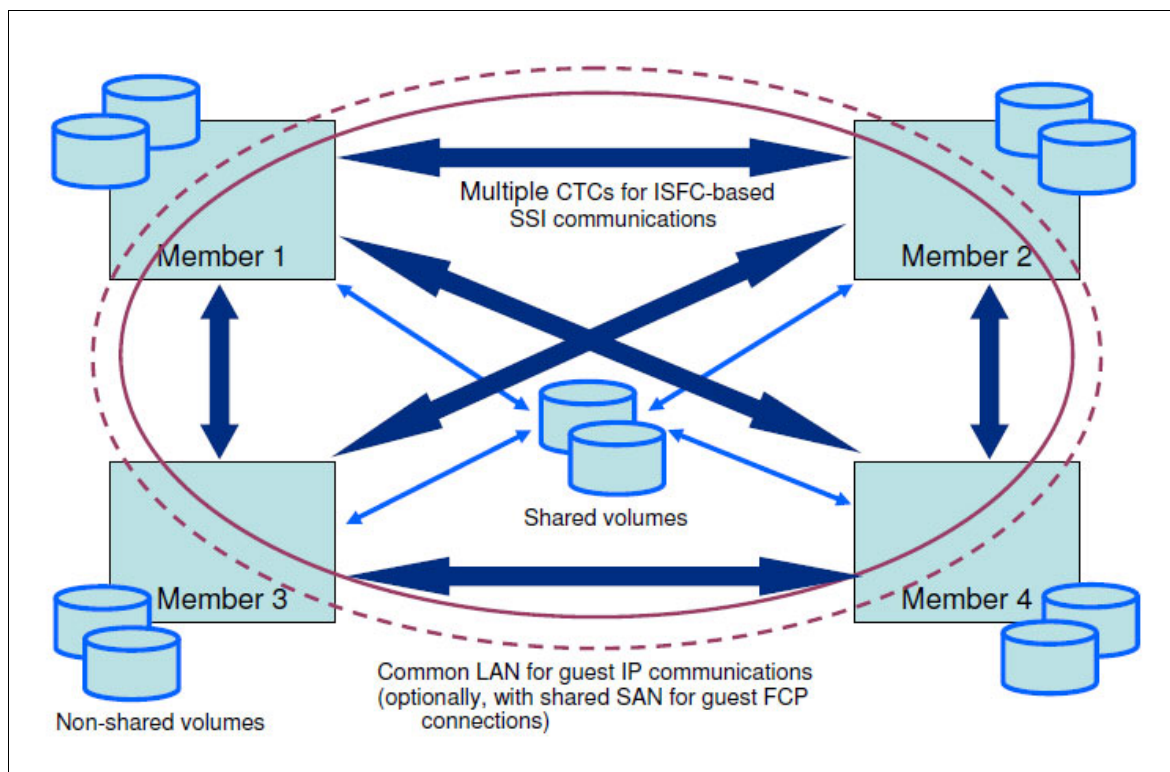 Multiple CTCs for ISFC-based
SSI communications
Member 1
Member 2
Shared volumes
Member 3
Member 4
Common LAN for guest IP communications
(optionally, with shared SAN for guest FCP
connections)
Non-shared volumes